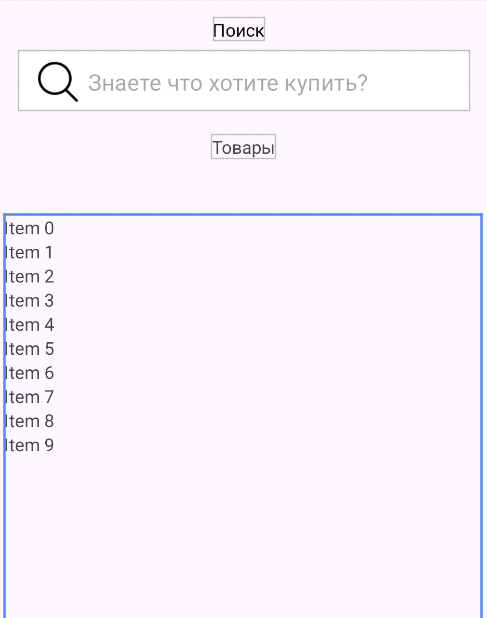 Поиск
Знаете что хотите купить?
Товары
Item 0
Item 1
Item 2
Item 3
Item 4
Item 5
Item 6
Item 7
Item 8
Item 9